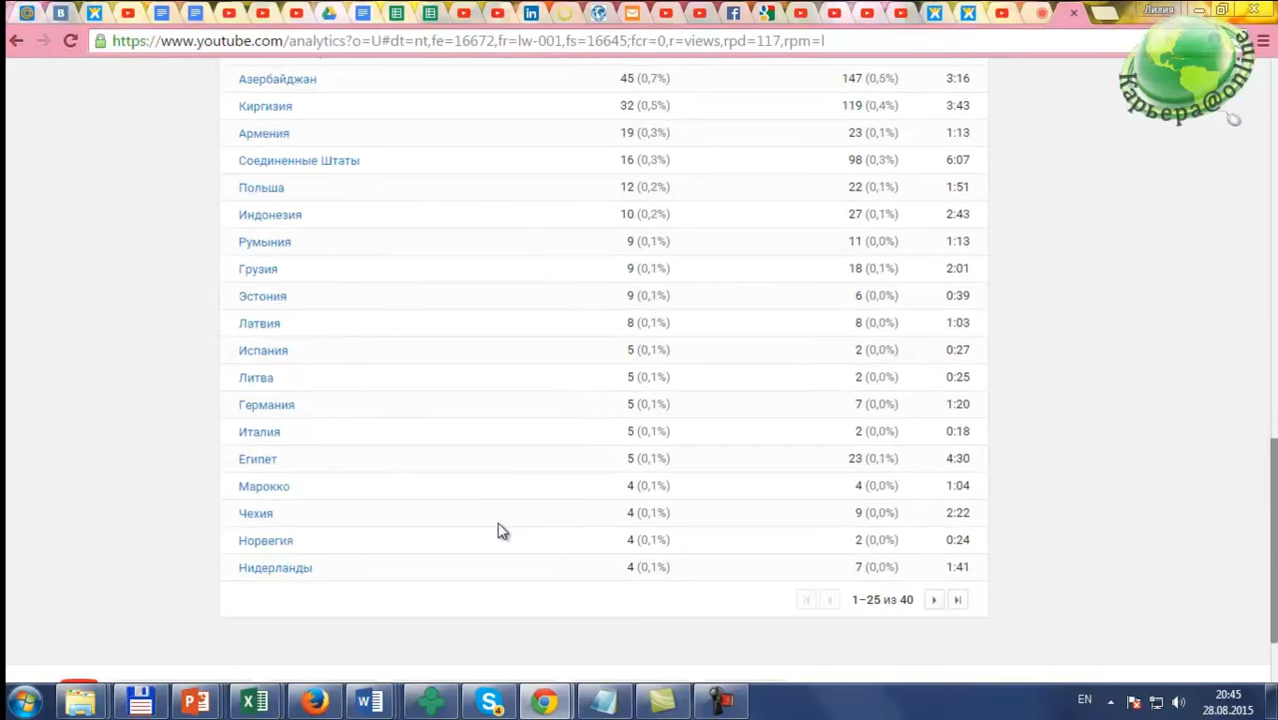 Лилия
https://www.youtube.com/analytics?o=U#dt=nt,fe=16672,fr=lw-001,fs=16645;fcr=0,r=views,rpd=117,rpm=l
Карьера@online
Азербайджан 45 (0,7%) 147 (0,5%) 3:16
Киргизия 32 (0,5%) 119 (0,4%) 3:43
Армения 19 (0,3%) 23 (0,1%) 1:13
Соединенные Штаты 16 (0,3%) 98 (0,3%) 6:07
Польша 12 (0,2%) 22 (0,1%) 1:51
Индонезия 10 (0,2%) 27 (0,1%) 2:43
Румыния 9 (0,1%) 11 (0,0%) 1:13
Грузия 9 (0,1%) 18 (0,1%) 2:01
Эстония 9 (0,1%) 6 (0,0%) 0:39
Латвия 8 (0,1%) 8 (0,0%) 1:03
Испания 5 (0,1%) 2 (0,0%) 0:27
Литва 5 (0,1%) 2 (0,0%) 0:25
Германия 5 (0,1%) 7 (0,0%) 1:20
Италия 5 (0,1%) 2 (0,0%) 0:18
Египет 5 (0,1%) 23 (0,1%) 4:30
Марокко 4 (0,1%) 4 (0,0%) 1:04
Чехия 4 (0,1%) 9 (0,0%) 2:22
Норвегия 4 (0,1%) 2 (0,0%) 0:24
Нидерланды 4 (0,1%) 7 (0,0%) 1:41
1–25 из 40
EN 20:45
28.08.2015